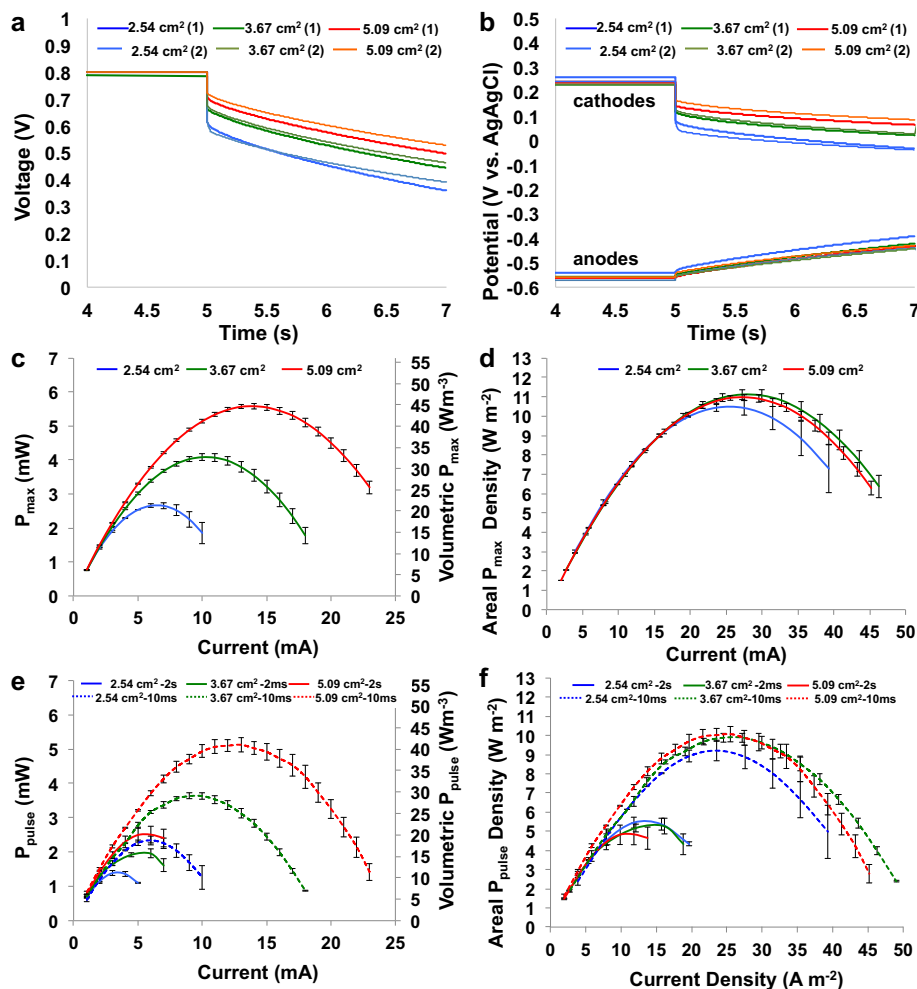 a
2.54 cm² (1) 3.67 cm² (1) 5.09 cm² (1)
2.54 cm² (2) 3.67 cm² (2) 5.09 cm² (2)
1
0.9
0.8
0.7
0.6
0.5
0.4
0.3
0.2
0.1
0
Voltage (V)
4 4.5 5 5.5 6 6.5 7
Time (s)
b
2.54 cm² (1) 3.67 cm² (1) 5.09 cm² (1)
2.54 cm² (2) 3.67 cm² (2) 5.09 cm² (2)
0.5
0.4
0.3
0.2
0.1
0
-0.1
-0.2
-0.3
-0.4
-0.5
-0.6
Potential (V vs. AgAgCl)
cathodes
anodes
4 4.5 5 5.5 6 6.5 7
Time (s)
c
2.54 cm² 3.67 cm² 5.09 cm²
7
6
5
4
3
2
1
0
Pmax (mW)
55
50
45
40
35
30
25
20
15
10
5
0
Volumetric Pmax (Wm⁻³)
0 5 10 15 20 25
Current (mA)
d
2.54 cm² 3.67 cm² 5.09 cm²
13
12
11
10
9
8
7
6
5
4
3
2
1
0
Areal Pmax Density (W m⁻²)
0 5 10 15 20 25 30 35 40 45 50
Current (mA)
e
2.54 cm²-2s 3.67 cm²-2ms 5.09 cm²-2s
2.54 cm²-10ms 3.67 cm²-10ms 5.09 cm²-10ms
7
6
5
4
3
2
1
0
Ppulse (mW)
55
50
45
40
35
30
25
20
15
10
5
0
Volumetric Ppulse (Wm⁻³)
0 5 10 15 20 25
Current (mA)
f
2.54 cm²-2s 3.67 cm²-2ms 5.09 cm²-2s
2.54 cm²-10ms 3.67 cm²-10ms 5.09 cm²-10ms
13
12
11
10
9
8
7
6
5
4
3
2
1
0
Areal Ppulse Density (W m⁻²)
0 5 10 15 20 25 30 35 40 45 50
Current Density (A m⁻²)